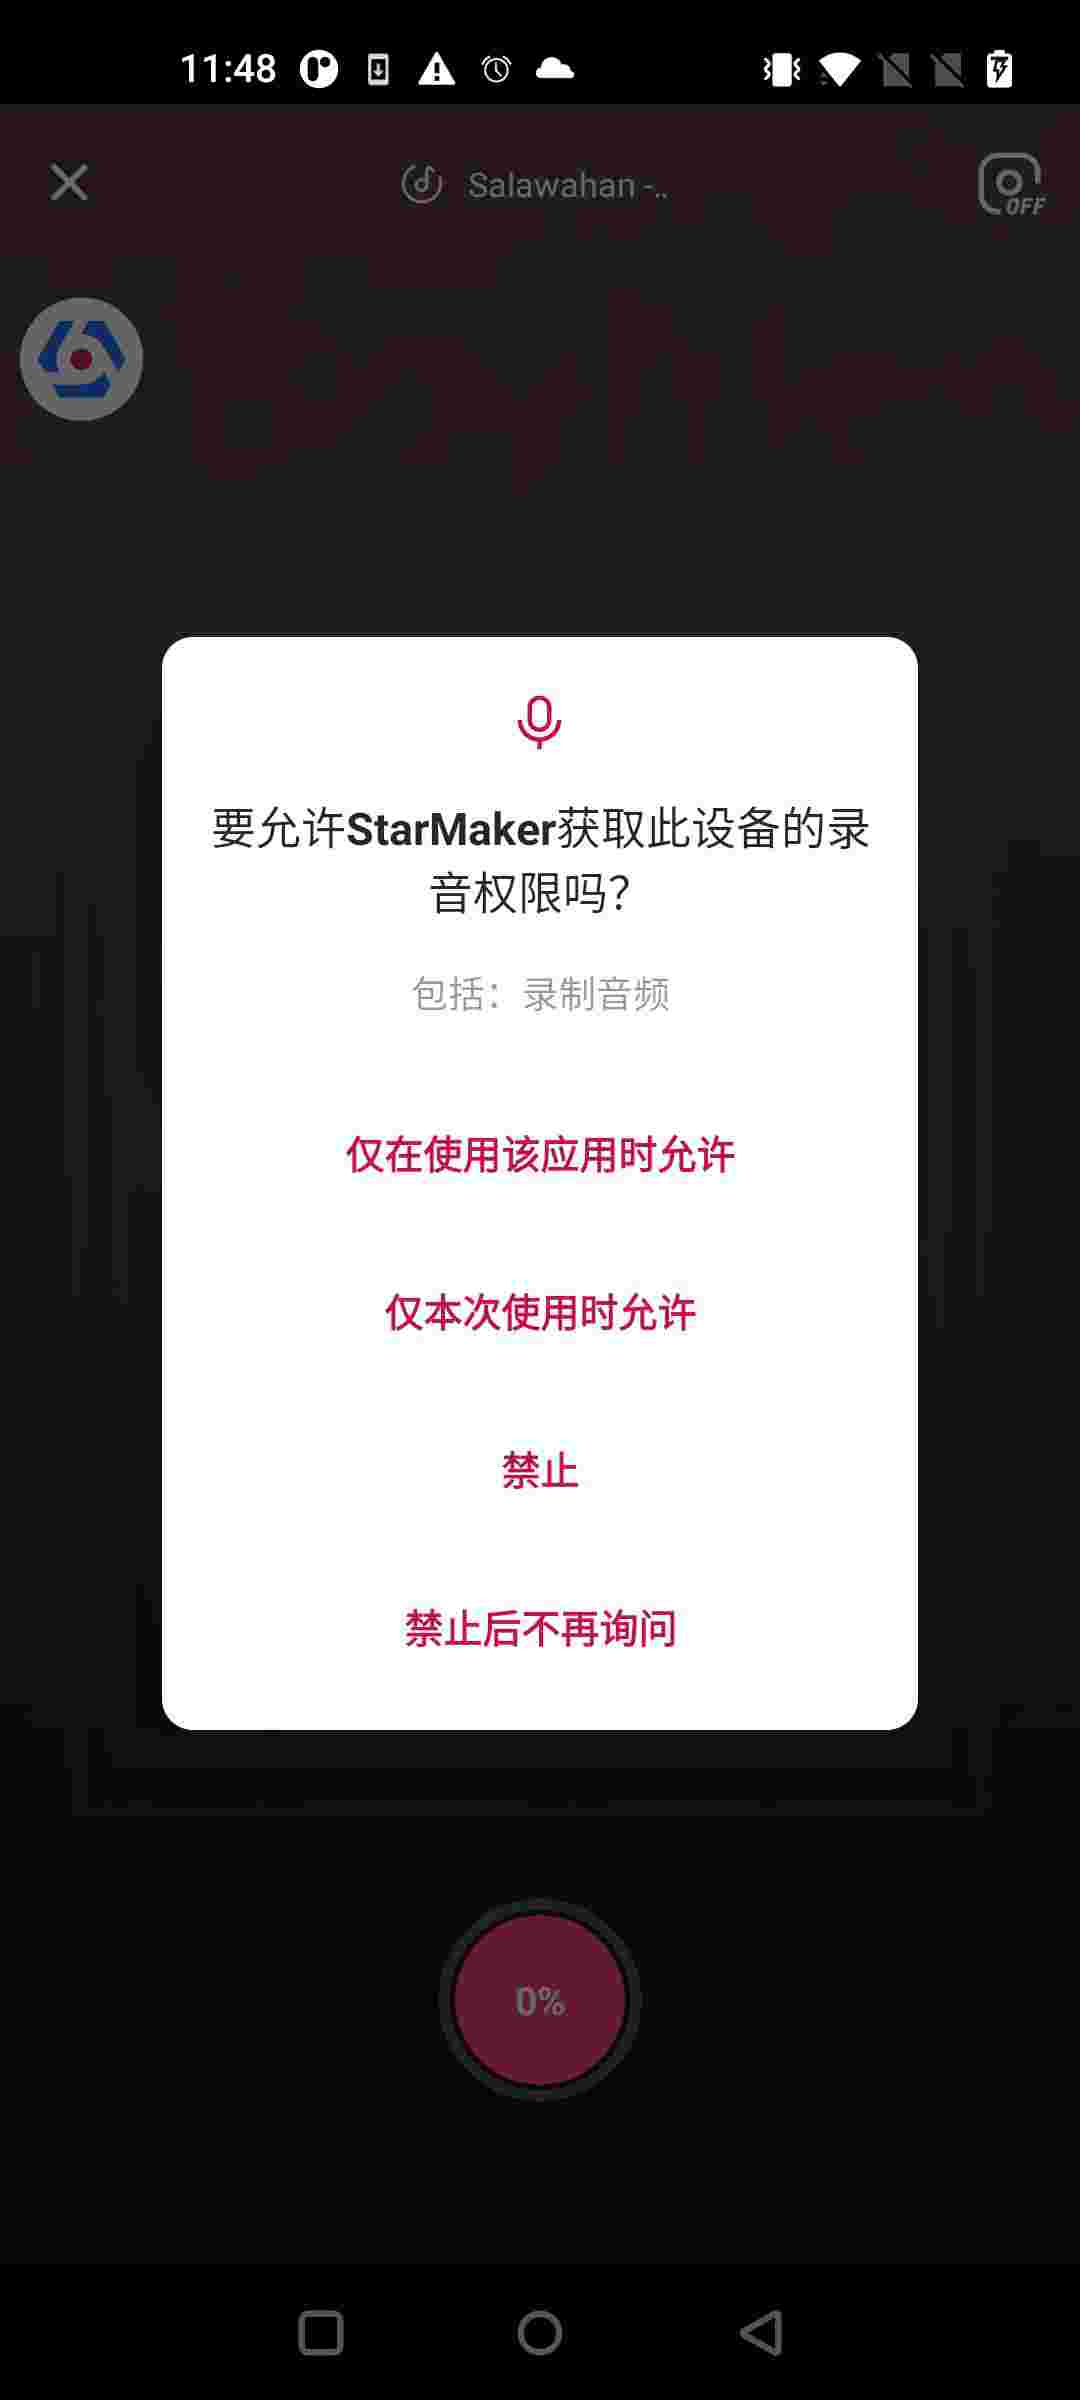 11:48
Salawahan -..
OFF
要允许StarMaker获取此设备的录
音权限吗?
包括：录制音频
仅在使用该应用时允许
仅本次使用时允许
禁止
禁止后不再询问
0%